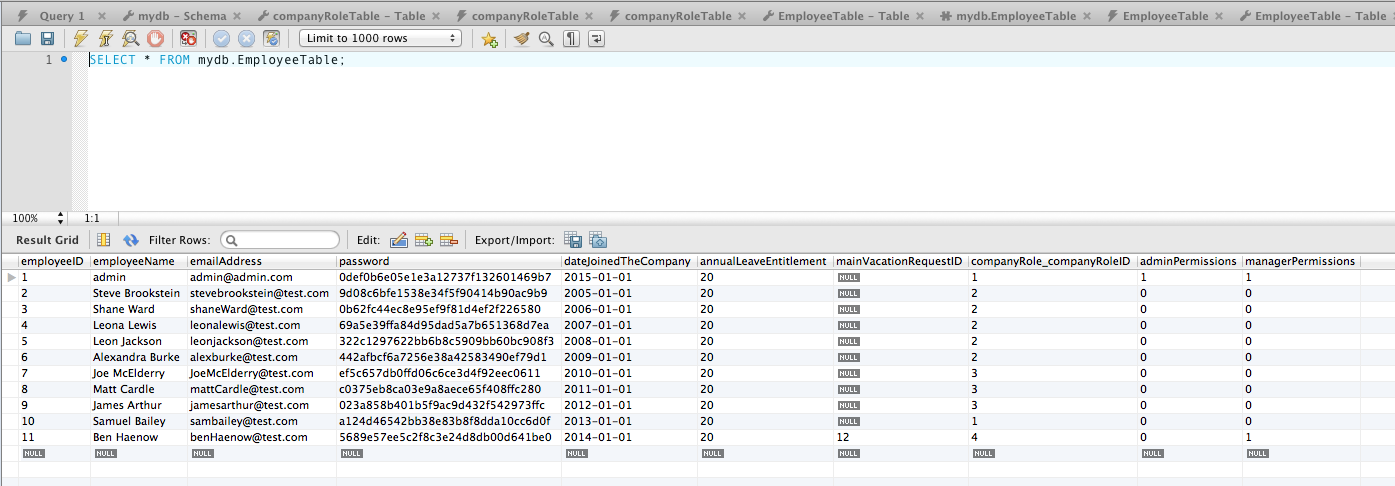 Query 1 mydb - Schema companyRoleTable - Table companyRoleTable companyRoleTable EmployeeTable - Table mydb.EmployeeTable EmployeeTable EmployeeTable - Table
Limit to 1000 rows
1 SELECT * FROM mydb.EmployeeTable;
100% 1:1
Result Grid Filter Rows: Edit: Export/Import:
employeeID employeeName emailAddress password dateJoinedTheCompany annualLeaveEntitlement mainVacationRequestID companyRole_companyRoleID adminPermissions managerPermissions
1 admin admin@admin.com 0def0b6e05e1e3a12737f132601469b7 2015-01-01 20 NULL 1 1 1
2 Steve Brookstein stevebrookstein@test.com 9d08c6bfe1538e34f5f90414b90ac9b9 2005-01-01 20 NULL 2 0 0
3 Shane Ward shaneWard@test.com 0b62fc44ec8e95ef9f81d4ef2f226580 2006-01-01 20 NULL 2 0 0
4 Leona Lewis leonalewis@test.com 69a5e39ffa84d95dad5a7b651368d7ea 2007-01-01 20 NULL 2 0 0
5 Leon Jackson leonjackson@test.com 322c1297622bb6b8c5909bb60bc908f3 2008-01-01 20 NULL 2 0 0
6 Alexandra Burke alexburke@test.com 442afbcf6a7256e38a42583490ef79d1 2009-01-01 20 NULL 2 0 0
7 Joe McElderry JoeMcElderry@test.com ef5c657db0ffd06c6ce3d4f92eec0611 2010-01-01 20 NULL 3 0 0
8 Matt Cardle mattCardle@test.com c0375eb8ca03e9a8aece65f408ffc280 2011-01-01 20 NULL 3 0 0
9 James Arthur jamesarthur@test.com 023a858b401b5f9ac9d432f542973ffc 2012-01-01 20 NULL 3 0 0
10 Samuel Bailey sambailey@test.com a124d46542bb38e83b8f8dda10cc6d0f 2013-01-01 20 NULL 1 0 0
11 Ben Haenow benHaenow@test.com 5689e57ee5c2f8c3e24d8db00d641be0 2014-01-01 20 12 4 0 1
NULL NULL NULL NULL NULL NULL NULL NULL NULL NULL